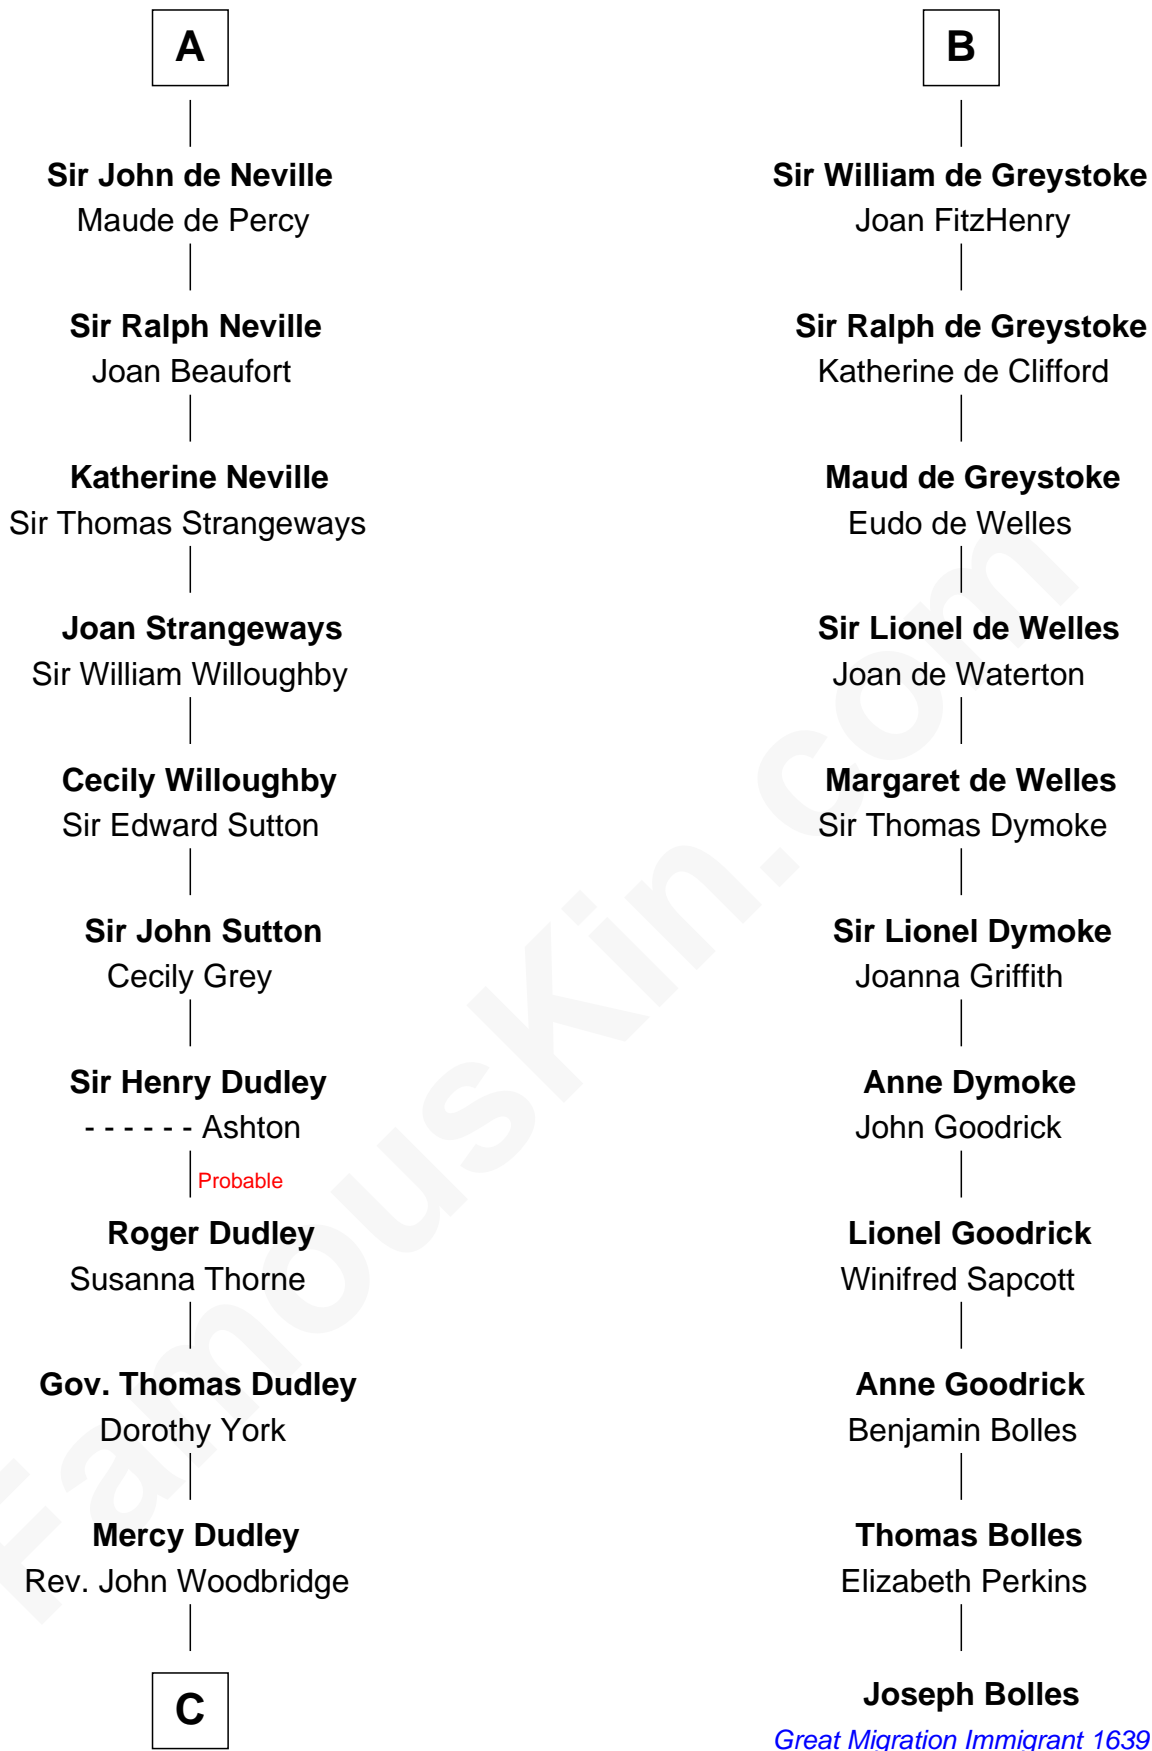 A
Sir John de Neville
Maude de Percy
Sir Ralph Neville
Joan Beaufort
Katherine Neville
Sir Thomas Strangeways
Joan Strangeways
Sir William Willoughby
Cecily Willoughby
Sir Edward Sutton
Sir John Sutton
Cecily Grey
Sir Henry Dudley
- - - - - - Ashton
Probable
Roger Dudley
Susanna Thorne
Gov. Thomas Dudley
Dorothy York
Mercy Dudley
Rev. John Woodbridge
C
B
Sir William de Greystoke
Joan FitzHenry
Sir Ralph de Greystoke
Katherine de Clifford
Maud de Greystoke
Eudo de Welles
Sir Lionel de Welles
Joan de Waterton
Margaret de Welles
Sir Thomas Dymoke
Sir Lionel Dymoke
Joanna Griffith
Anne Dymoke
John Goodrick
Lionel Goodrick
Winifred Sapcott
Anne Goodrick
Benjamin Bolles
Thomas Bolles
Elizabeth Perkins
Joseph Bolles
Great Migration Immigrant 1639
FamousKin.com